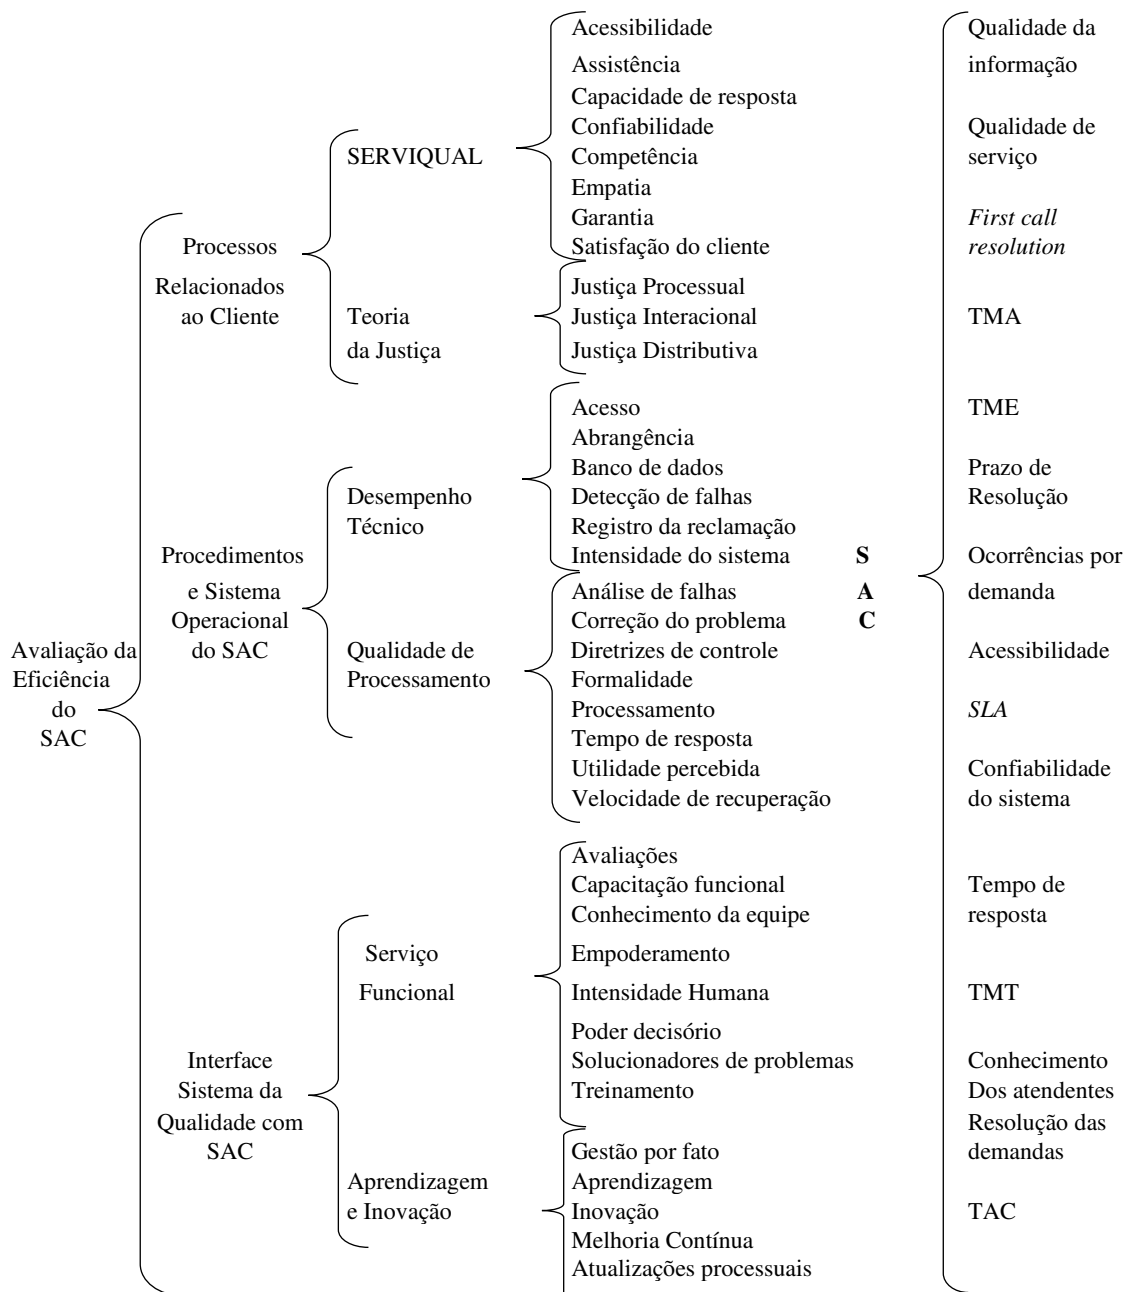 Avaliação da
Eficiência
do
SAC
Processos
Relacionados
ao Cliente
SERVIQUAL
Acessibilidade
Assistência
Capacidade de resposta
Confiabilidade
Competência
Empatia
Garantia
Satisfação do cliente
Teoria
da Justiça
Justiça Processual
Justiça Interacional
Justiça Distributiva
Procedimentos
e Sistema
Operacional
do SAC
Desempenho
Técnico
Acesso
Abrangência
Banco de dados
Detecção de falhas
Registro da reclamação
Intensidade do sistema
Qualidade de
Processamento
Análise de falhas
Correção do problema
Diretrizes de controle
Formalidade
Processamento
Tempo de resposta
Utilidade percebida
Velocidade de recuperação
Interface
Sistema da
Qualidade com
SAC
Serviço
Funcional
Avaliações
Capacitação funcional
Conhecimento da equipe
Empoderamento
Intensidade Humana
Poder decisório
Solucionadores de problemas
Treinamento
Aprendizagem
e Inovação
Gestão por fato
Aprendizagem
Inovação
Melhoria Contínua
Atualizações processuais
S
A
C
Qualidade da
informação
Qualidade de
serviço
First call
resolution
TMA
TME
Prazo de
Resolução
Ocorrências por
demanda
Acessibilidade
SLA
Confiabilidade
do sistema
Tempo de
resposta
TMT
Conhecimento
Dos atendentes
Resolução das
demandas
TAC